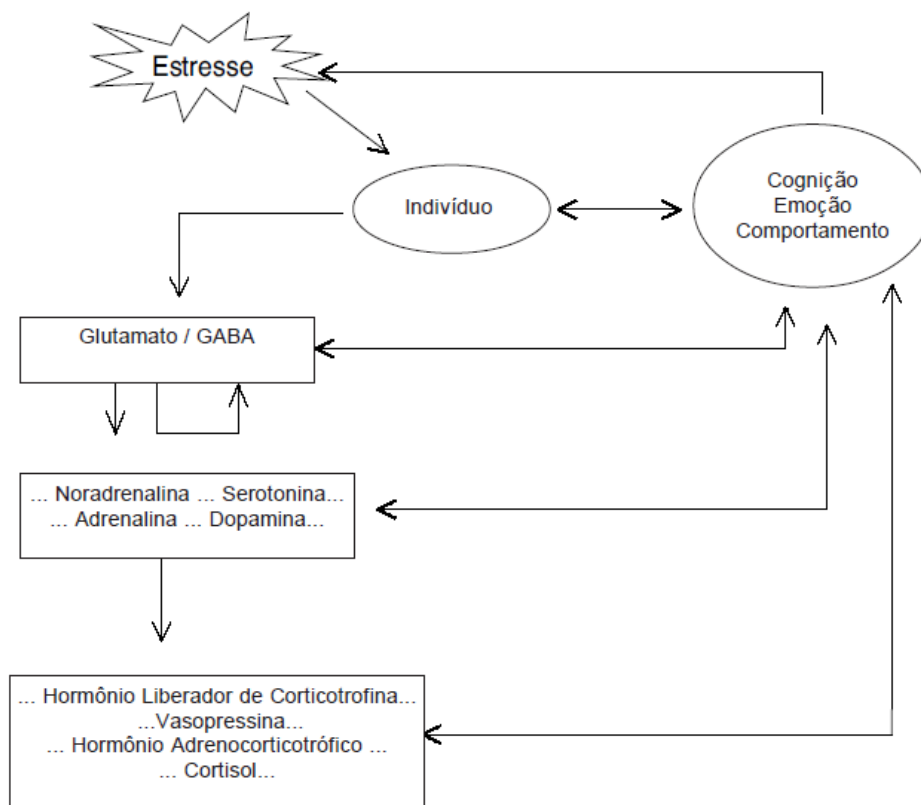 Estresse
Indivíduo
Cognição
Emoção
Comportamento
Glutamato / GABA
... Noradrenalina ... Serotonina...
... Adrenalina ... Dopamina...
... Hormônio Liberador de Corticotrofina...
...Vasopressina...
... Hormônio Adrenocorticotrófico ...
... Cortisol...